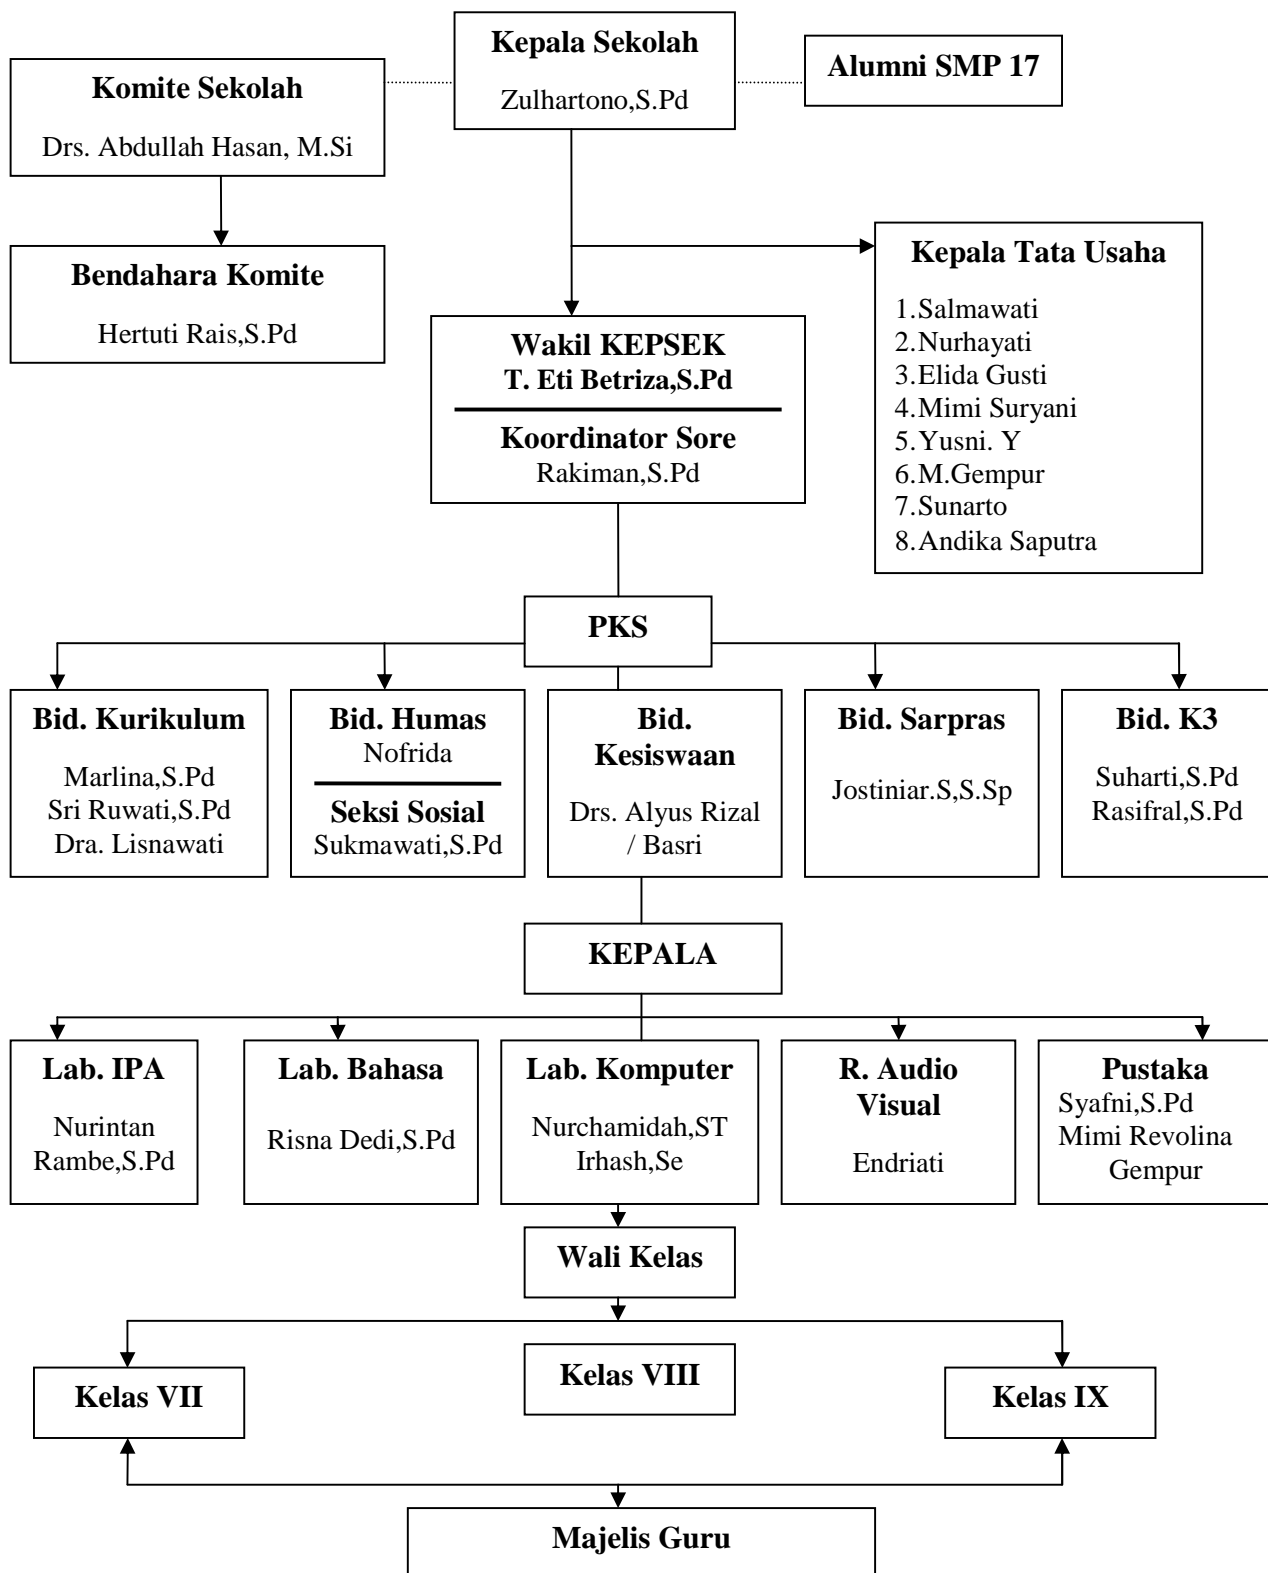 Kepala Sekolah
Zulhartono,S.Pd
Alumni SMP 17
Komite Sekolah
Drs. Abdullah Hasan, M.Si
Bendahara Komite
Hertuti Rais,S.Pd
Kepala Tata Usaha
1.Salmawati
2.Nurhayati
3.Elida Gusti
4.Mimi Suryani
5.Yusni. Y
6.M.Gempur
7.Sunarto
8.Andika Saputra
Wakil KEPSEK
T. Eti Betriza,S.Pd
Koordinator Sore
Rakiman,S.Pd
PKS
Bid. Kurikulum
Marlina,S.Pd
Sri Ruwati,S.Pd
Dra. Lisnawati
Bid. Humas
Nofrida
Seksi Sosial
Sukmawati,S.Pd
Bid.
Kesiswaan
Drs. Alyus Rizal
/ Basri
Bid. Sarpras
Jostiniar.S,S.Sp
Bid. K3
Suharti,S.Pd
Rasifral,S.Pd
KEPALA
Lab. IPA
Nurintan
Rambe,S.Pd
Lab. Bahasa
Risna Dedi,S.Pd
Lab. Komputer
Nurchamidah,ST
Irhash,Se
R. Audio
Visual
Endriati
Pustaka
Syafni,S.Pd
Mimi Revolina
Gempur
Wali Kelas
Kelas VII
Kelas VIII
Kelas IX
Majelis Guru